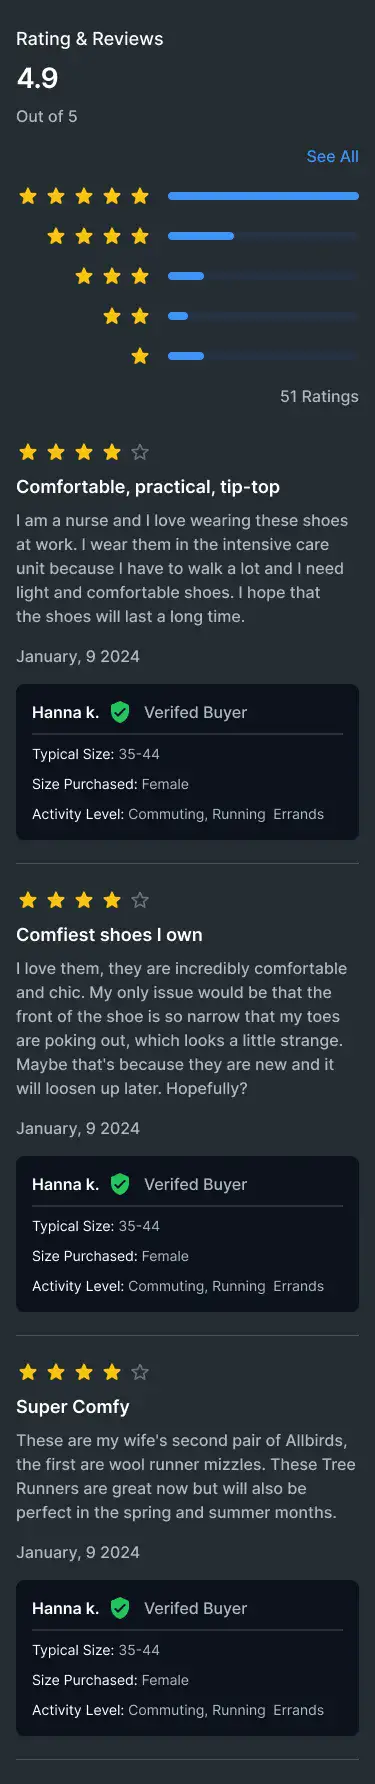 Rating & Reviews
4.9
Out of 5
See All
51 Ratings
Comfortable, practical, tip-top
I am a nurse and I love wearing these shoes
at work. I wear them in the intensive care
unit because I have to walk a lot and I need
light and comfortable shoes. I hope that
the shoes will last a long time.
January, 9 2024
Hanna k. Verifed Buyer
Typical Size: 35-44
Size Purchased: Female
Activity Level: Commuting, Running Errands
Comfiest shoes I own
I love them, they are incredibly comfortable
and chic. My only issue would be that the
front of the shoe is so narrow that my toes
are poking out, which looks a little strange.
Maybe that's because they are new and it
will loosen up later. Hopefully?
January, 9 2024
Hanna k. Verifed Buyer
Typical Size: 35-44
Size Purchased: Female
Activity Level: Commuting, Running Errands
Super Comfy
These are my wife's second pair of Allbirds,
the first are wool runner mizzles. These Tree
Runners are great now but will also be
perfect in the spring and summer months.
January, 9 2024
Hanna k. Verifed Buyer
Typical Size: 35-44
Size Purchased: Female
Activity Level: Commuting, Running Errands